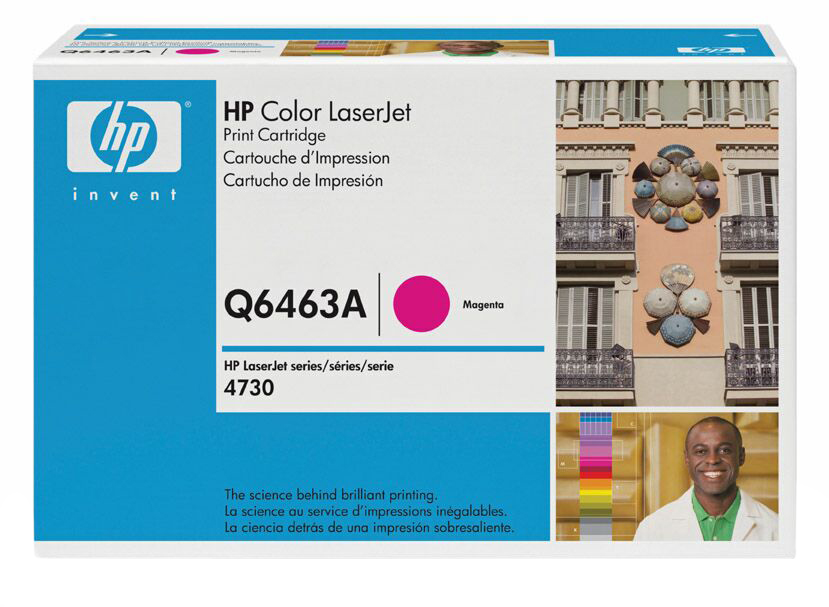 Q6463A
Magenta
hp
hp
®
invent
HP Color LaserJet
Print Cartridge
Cartouche d'Impression
Cartucho de Impresión
Q6463A
Magenta
HP LaserJet series/séries/serie
4730
The science behind brilliant printing.
La science au service d'impressions inégalables.
La ciencia detrás de una impresión sobresaliente.
C
M
Y
K